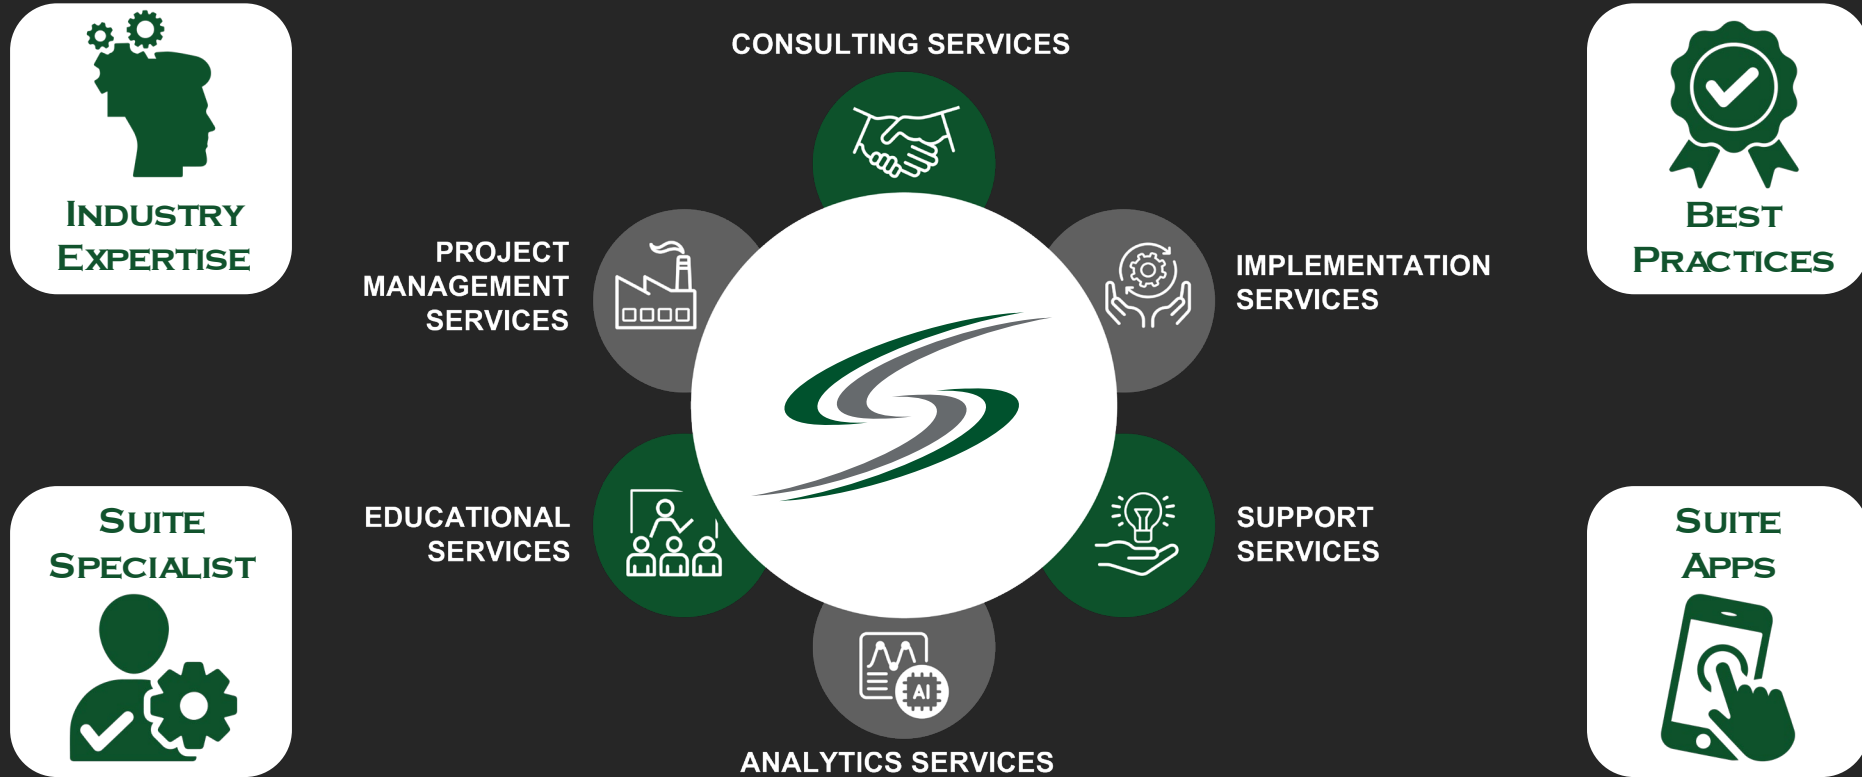 INDUSTRY
EXPERTISE
CONSULTING SERVICES
BEST
PRACTICES
PROJECT
MANAGEMENT
SERVICES
IMPLEMENTATION
SERVICES
SUITE
SPECIALIST
EDUCATIONAL
SERVICES
SUPPORT
SERVICES
SUITE
APPS
AI
ANALYTICS SERVICES